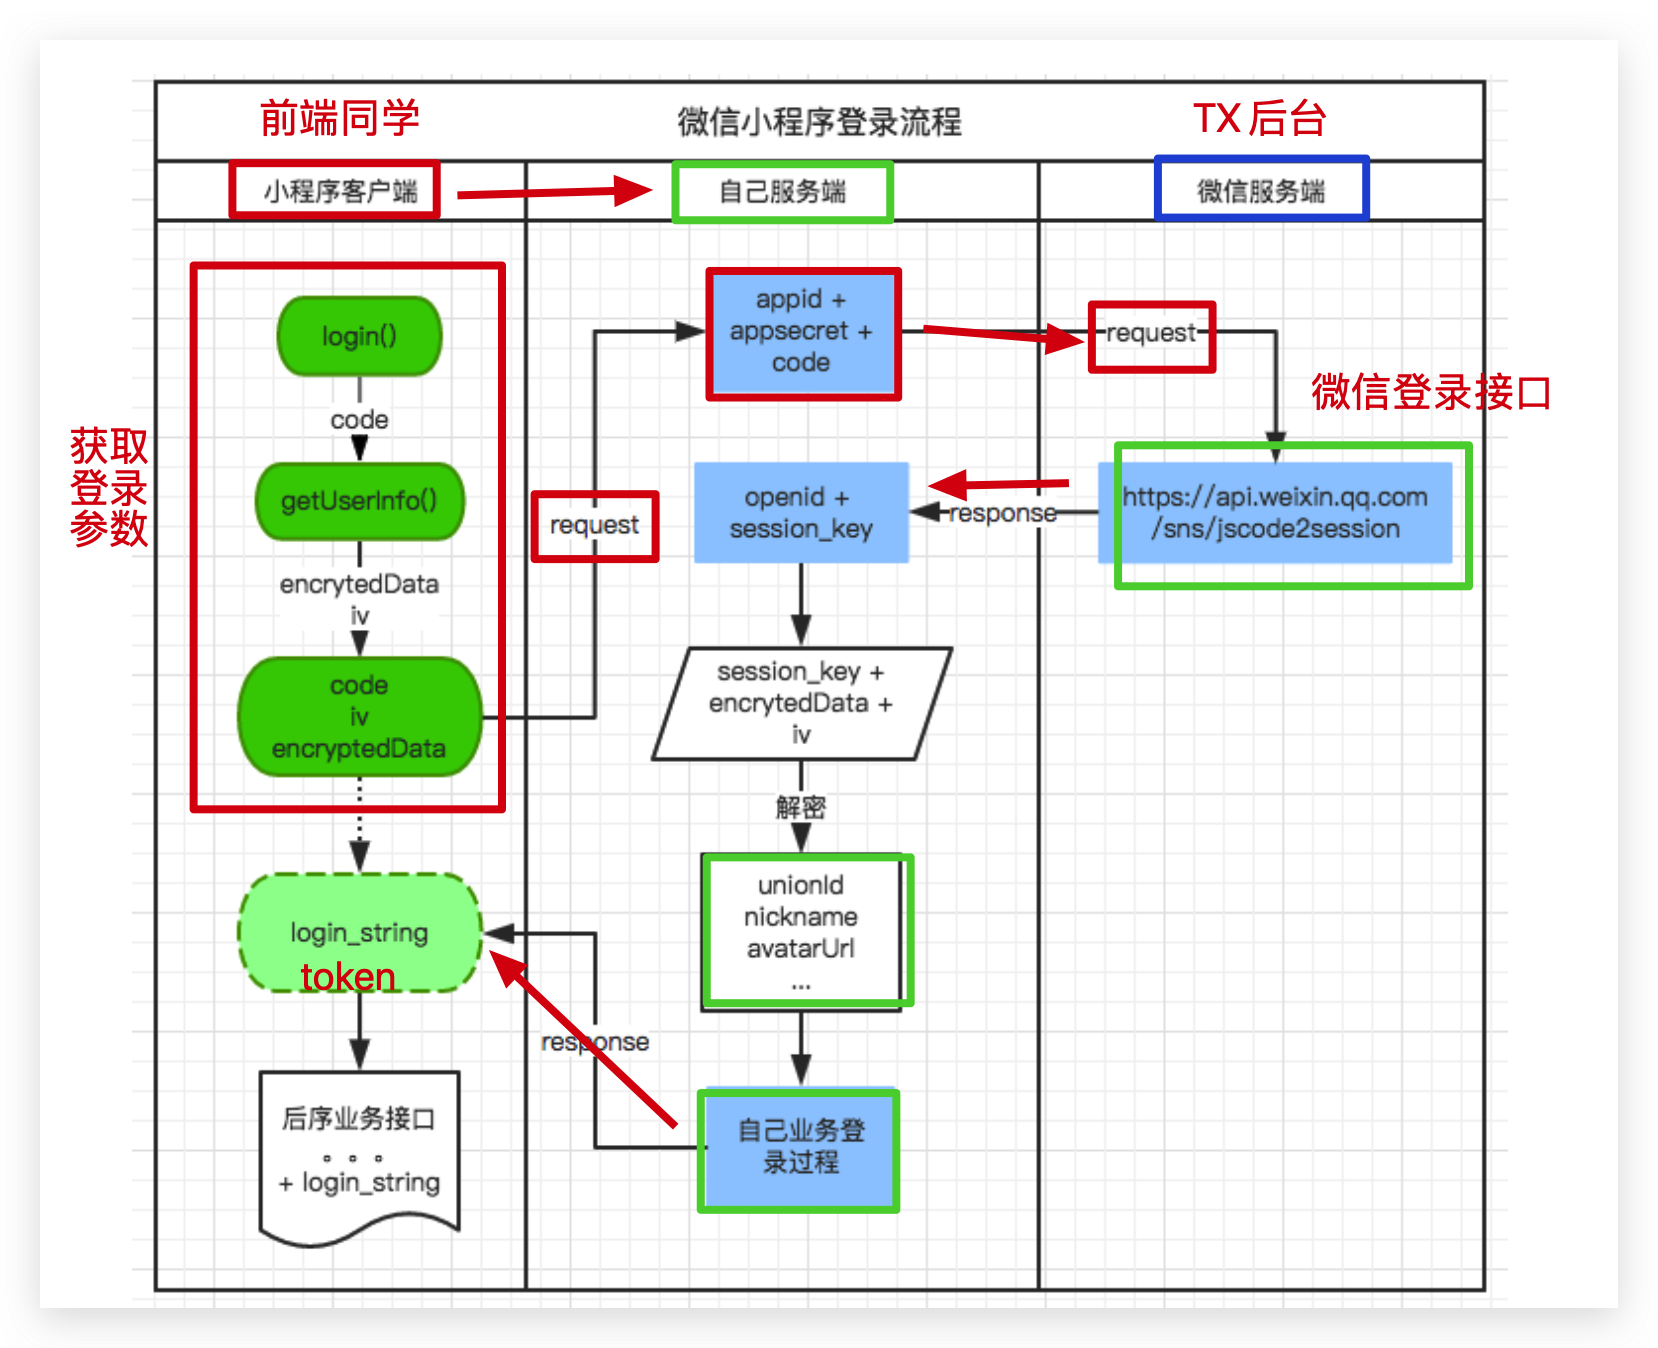 前端同学
微信小程序登录流程
TX 后台
小程序客户端
自己服务端
微信服务端
获取
登录
参数
login()
code
getUserInfo()
encrytedData
iv
code
iv
encryptedData
request
appid +
appsecret +
code
request
微信登录接口
https://api.weixin.qq.com
/sns/jscode2session
response
openid +
session_key
session_key +
encrytedData +
iv
解密
unionId
nickname
avatarUrl
...
自己业务登
录过程
response
login_string
token
后序业务接口
。。。
+ login_string